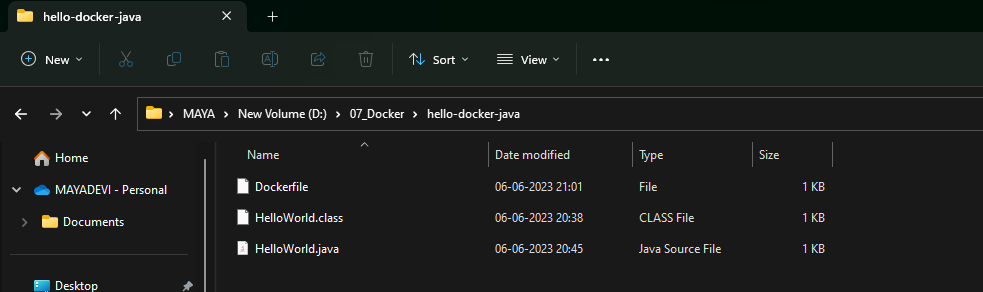 hello-docker-java
New Sort View
MAYA New Volume (D:) 07_Docker hello-docker-java
Name Date modified Type Size
Home
Dockerfile 06-06-2023 21:01 File 1 KB
MAYADEVI - Personal
HelloWorld.class 06-06-2023 20:38 CLASS File 1 KB
Documents
HelloWorld.java 06-06-2023 20:45 Java Source File 1 KB
Desktop